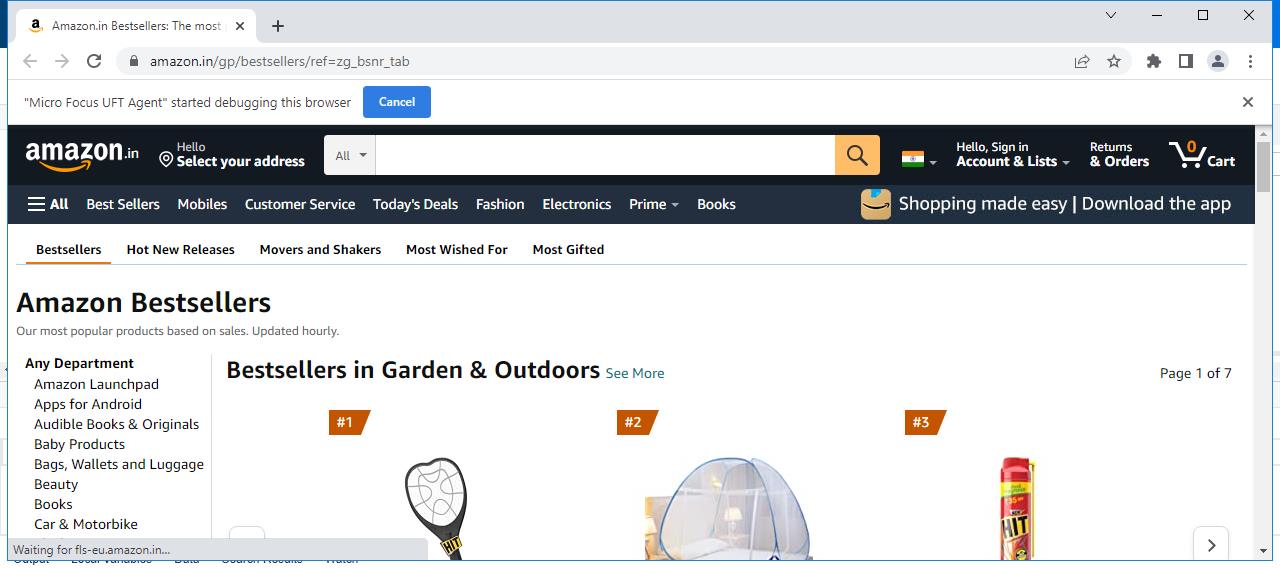 Amazon.in Bestsellers: The most
amazon.in/gp/bestsellers/ref=zg_bsnr_tab
"Micro Focus UFT Agent" started debugging this browser
Cancel
amazon.in
Hello
Select your address
All
Hello, Sign in
Account & Lists
Returns
& Orders
0
Cart
All
Best Sellers
Mobiles
Customer Service
Today's Deals
Fashion
Electronics
Prime
Books
Shopping made easy | Download the app
Bestsellers
Hot New Releases
Movers and Shakers
Most Wished For
Most Gifted
Amazon Bestsellers
Our most popular products based on sales. Updated hourly.
Any Department
Amazon Launchpad
Apps for Android
Audible Books & Originals
Baby Products
Bags, Wallets and Luggage
Beauty
Books
Car & Motorbike
Bestsellers in Garden & Outdoors See More
Page 1 of 7
#1
#2
#3
HIT
HIT
Waiting for fls-eu.amazon.in...